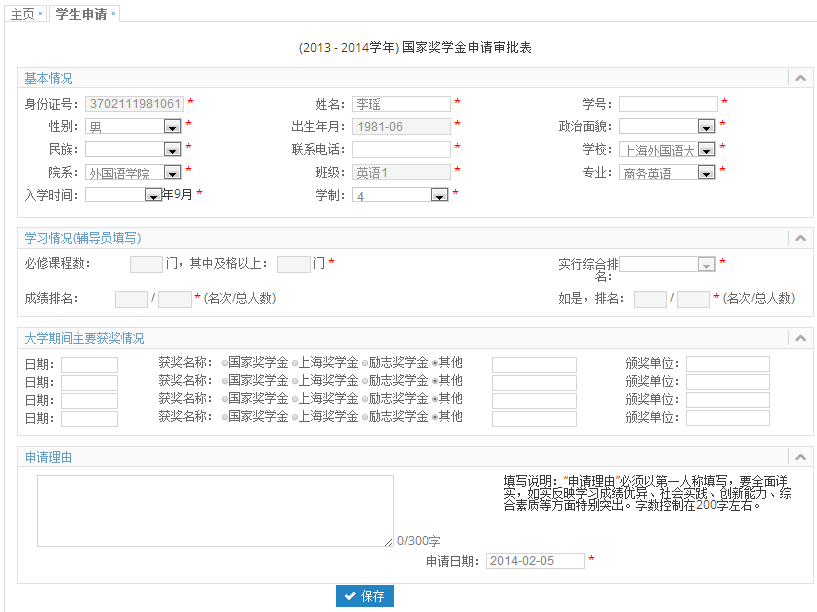 主页 × 学生申请 ×
(2013 - 2014学年) 国家奖学金申请审批表
基本情况
身份证号： 3702111981061 * 姓名： 李瑶 * 学号： *
性别： 男 * 出生年月： 1981-06 * 政治面貌： *
民族： * 联系电话： * 学校： 上海外国语大 *
院系： 外国语学院 * 班级： 英语1 * 专业： 商务英语 *
入学时间： 年9月 * 学制： 4 *
学习情况(辅导员填写)
必修课程数： 门，其中及格以上： 门 * 实行综合排
名： *
成绩排名： / * (名次/总人数) 如是，排名： / * (名次/总人数)
大学期间主要获奖情况
日期： 获奖名称： 国家奖学金 上海奖学金 励志奖学金 其他 颁奖单位：
日期： 获奖名称： 国家奖学金 上海奖学金 励志奖学金 其他 颁奖单位：
日期： 获奖名称： 国家奖学金 上海奖学金 励志奖学金 其他 颁奖单位：
日期： 获奖名称： 国家奖学金 上海奖学金 励志奖学金 其他 颁奖单位：
申请理由
填写说明：“申请理由”必须以第一人称填写，要全面详
实，如实反映学习成绩优异、社会实践、创新能力、综
合素质等方面特别突出。字数控制在200字左右。
0/300字
申请日期： 2014-02-05 *
保存